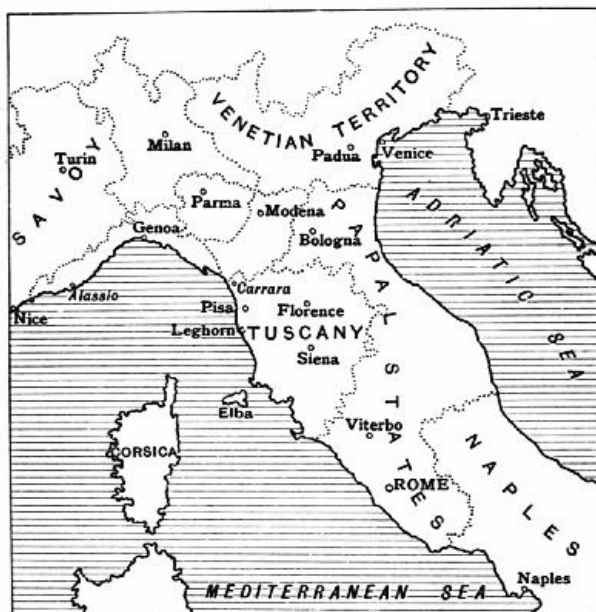 VENETIAN TERRITORY
Trieste
Milan
Padua
Venice
Turin
SAVOY
Parma
Modena
ADRIATIC SEA
Genoa
Bologna
PAPAL STATES
Carrara
Alassio
Nice
Pisa
Florence
Leghorn
TUSCANY
Siena
Elba
Viterbo
CORSICA
NAPLES
ROME
Naples
MEDITERRANEAN SEA